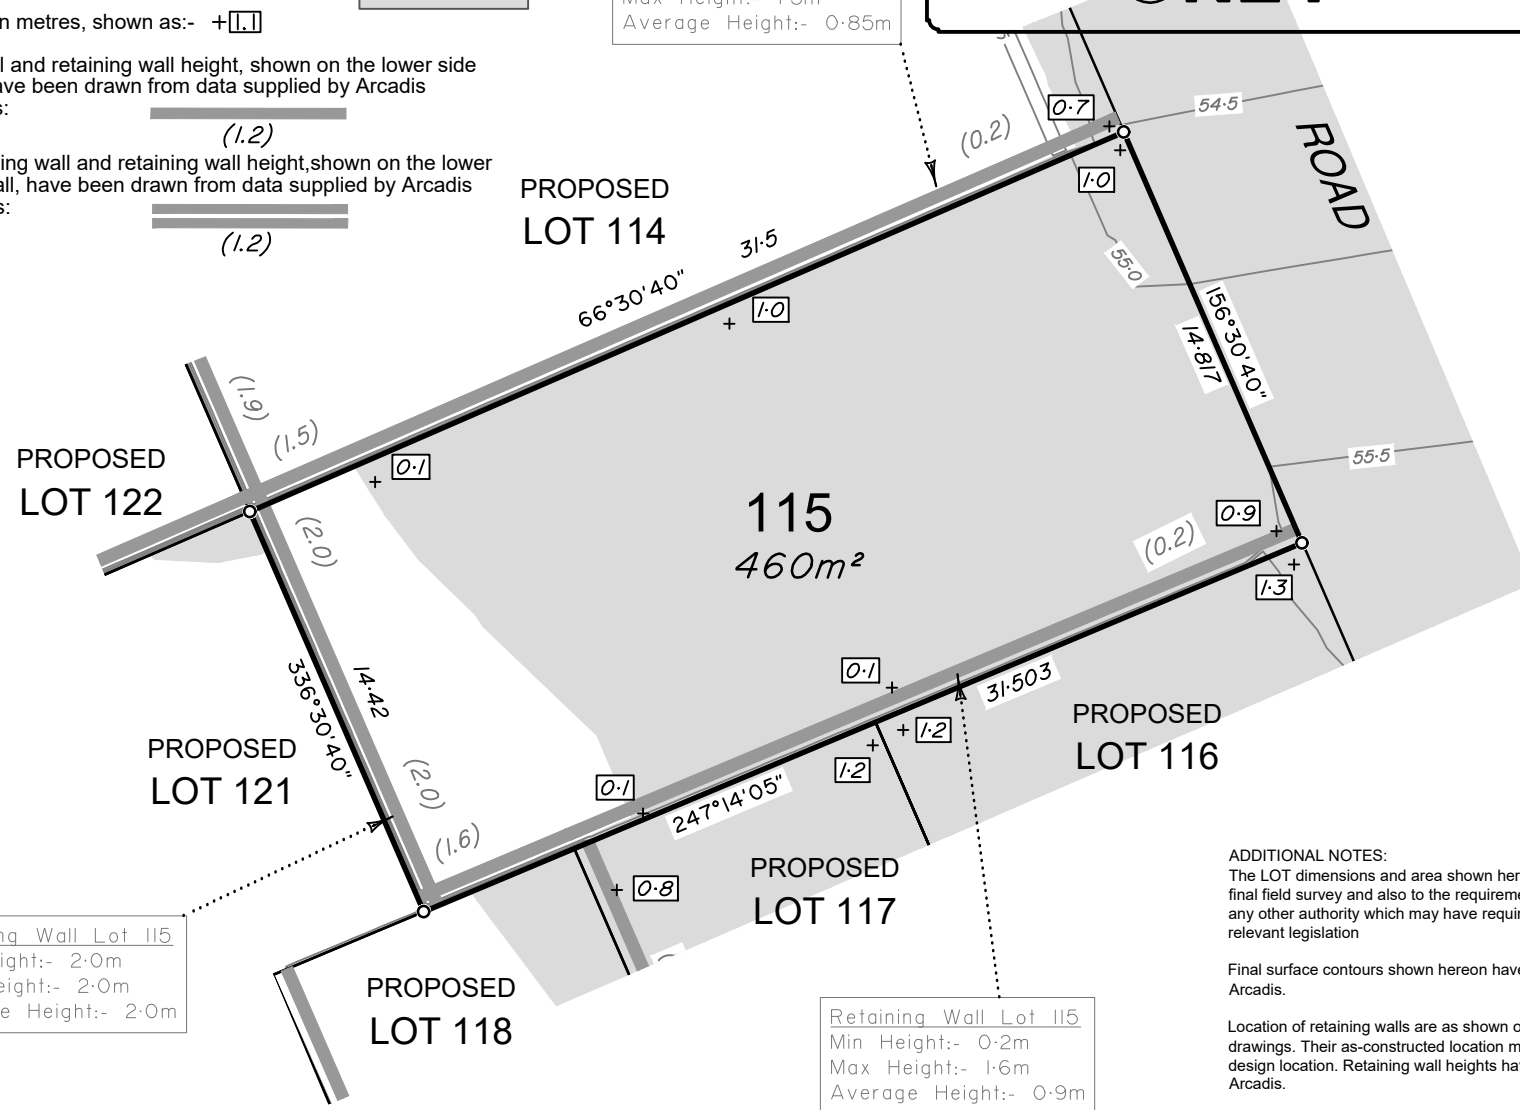 n metres, shown as:- +1.1
l and retaining wall height, shown on the lower side
ave been drawn from data supplied by Arcadis
s:
(1.2)
ing wall and retaining wall height,shown on the lower
all, have been drawn from data supplied by Arcadis
s:
(1.2)
Average Height:- 0·85m
54·5
ROAD
0·7
(0.2)
1·0
PROPOSED
LOT 114
31·5
66°30'40"
1·0
55·0
156°30'40"
14·817
(1.9)
(1.5)
0·1
PROPOSED
LOT 122
115
460m²
55·5
0·9
(0.2)
1·3
(2.0)
14·42
336°30'40"
0·1
31·503
1·2
1·2
PROPOSED
LOT 116
PROPOSED
LOT 121
(2.0)
(1.6)
0·1
247°14'05"
0·8
PROPOSED
LOT 117
PROPOSED
LOT 118
ng Wall Lot 115
ight:- 2·0m
eight:- 2·0m
e Height:- 2·0m
Retaining Wall Lot 115
Min Height:- 0·2m
Max Height:- 1·6m
Average Height:- 0·9m
ADDITIONAL NOTES:
The LOT dimensions and area shown her
final field survey and also to the requireme
any other authority which may have requir
relevant legislation
Final surface contours shown hereon have
Arcadis.
Location of retaining walls are as shown o
drawings. Their as-constructed location m
design location. Retaining wall heights hav
Arcadis.